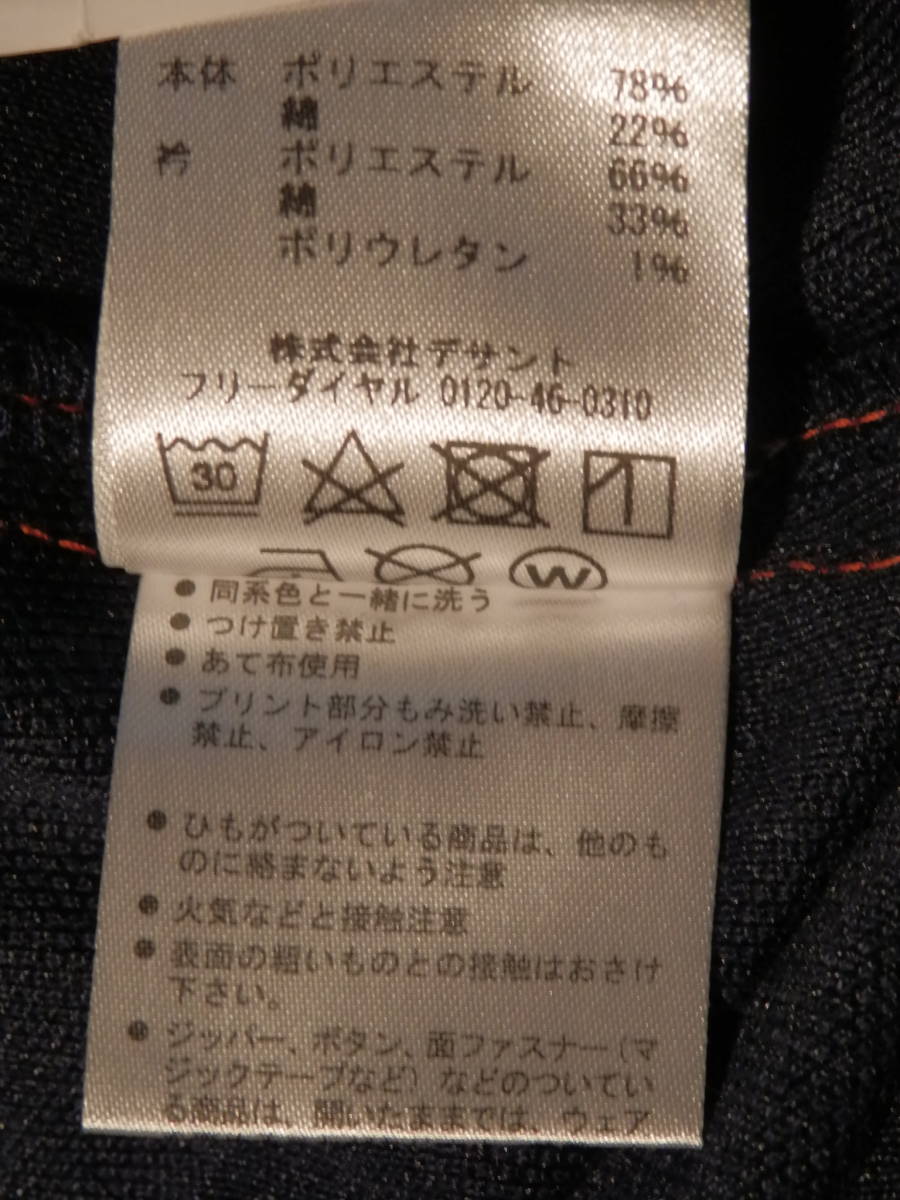 本体 ポリエステル 78%
綿 22%
衿 ポリエステル 66%
綿 33%
ポリウレタン 1%
株式会社デサント
フリーダイヤル 0120-46-0310
30
W
● 同系色と一緒に洗う
● つけ置き禁止
● あて布使用
● プリント部分もみ洗い禁止、摩擦
禁止、アイロン禁止
● ひもがついている商品は、他のも
のに絡まないよう注意
● 火気などと接触注意
● 表面の粗いものとの接触はおさけ
下さい。
● ジッパー、ボタン、面ファスナー(マ
ジックテープなど)などのついてい
る商品は、開いたままでは、ウェア